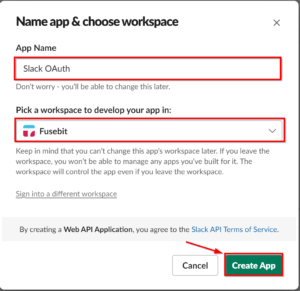 Name app & choose workspace
App Name
Slack OAuth
Don't worry - you'll be able to change this later.
Pick a workspace to develop your app in:
Fusebit
Keep in mind that you can't change this app's workspace later. If you leave the
workspace, you won't be able to manage any apps you've built for it. The
workspace will control the app even if you leave the workspace.
Sign into a different workspace
By creating a Web API Application, you agree to the Slack API Terms of Service.
Cancel
Create App